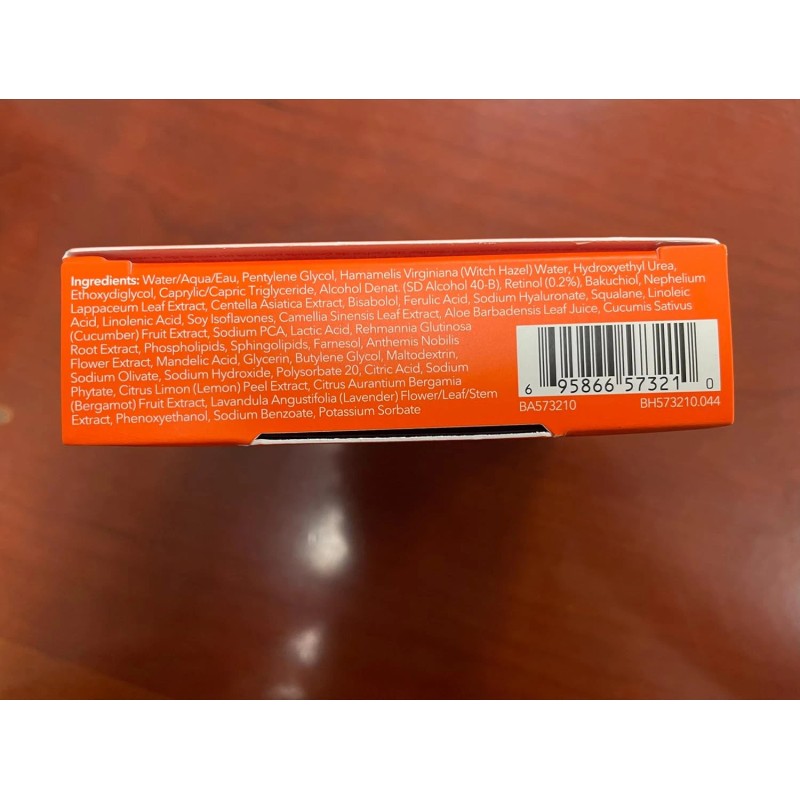 Ingredients: Water/Aqua/Eau, Pentylene Glycol, Hamamelis Virginiana (Witch Hazel) Water, Hydroxyethyl Urea,
Ethoxydiglycol, Caprylic/Capric Triglyceride, Alcohol Denat. (SD Alcohol 40-B), Retinol (0.2%), Bakuchiol, Nephelium
Lappaceum Leaf Extract, Centella Asiatica Extract, Bisabolol, Ferulic Acid, Sodium Hyaluronate, Squalane, Linoleic
Acid, Linolenic Acid, Soy Isoflavones, Camellia Sinensis Leaf Extract, Aloe Barbadensis Leaf Juice, Cucumis Sativus
(Cucumber) Fruit Extract, Sodium PCA, Lactic Acid, Rehmannia Glutinosa
Root Extract, Phospholipids, Sphingolipids, Farnesol, Anthemis Nobilis
Flower Extract, Mandelic Acid, Glycerin, Butylene Glycol, Maltodextrin,
Sodium Olivate, Sodium Hydroxide, Polysorbate 20, Citric Acid, Sodium
Phytate, Citrus Limon (Lemon) Peel Extract, Citrus Aurantium Bergamia
(Bergamot) Fruit Extract, Lavandula Angustifolia (Lavender) Flower/Leaf/Stem
Extract, Phenoxyethanol, Sodium Benzoate, Potassium Sorbate
6 95866 57321 0
BA573210 BH573210.044